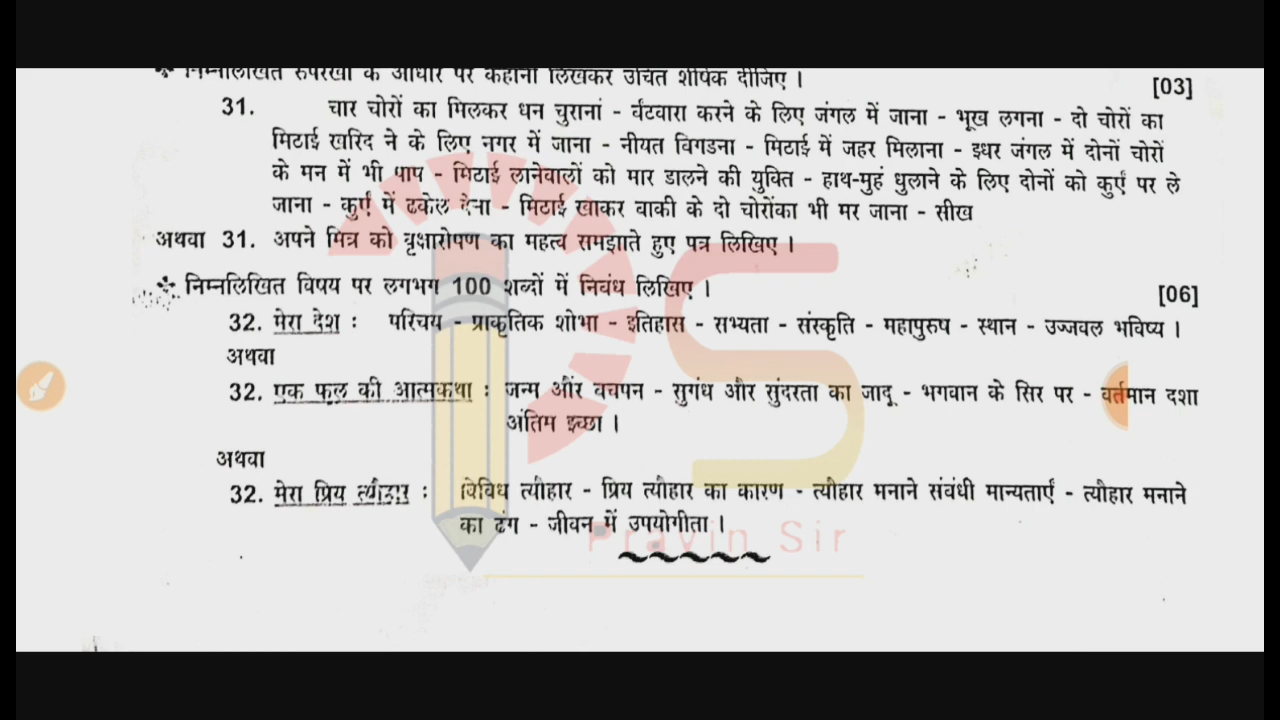 निम्नलिखित रुपरेखा के आधार पर कहानी लिखकर उचित शीर्षक दीजिए ।
[03]
31. चार चोरों का मिलकर धन चुरानां - बंटवारा करने के लिए जंगल में जाना - भूख लगना - दो चोरों का
मिठाई खरिद ने के लिए नगर में जाना - नीयत बिगडना - मिठाई में जहर मिलाना - इधर जंगल में दोनों चोरों
के मन में भी पाप - मिठाई लानेवालों को मार डालने की युक्ति - हाथ-मुहं धुलाने के लिए दोनों को कुएँ पर ले
जाना - कुएँ में ढकेल देना - मिठाई खाकर बाकी के दो चोरोंका भी मर जाना - सीख
अथवा 31. अपने मित्र को वृक्षारोपण का महत्व समझाते हुए पत्र लिखिए ।
निम्नलिखित विषय पर लगभग 100 शब्दों में निबंध लिखिए ।
[06]
32. मेरा देश : परिचय - प्राकृतिक शोभा - इतिहास - सभ्यता - संस्कृति - महापुरुष - स्थान - उज्जवल भविष्य ।
अथवा
32. एक फूल की आत्मकथा : जन्म और बचपन - सुगंध और सुंदरता का जादू - भगवान के सिर पर - वर्तमान दशा
अंतिम इच्छा ।
अथवा
32. मेरा प्रिय त्यौहार : विविध त्यौहार - प्रिय त्यौहार का कारण - त्यौहार मनाने संबंधी मान्यताएँ - त्यौहार मनाने
का ढंग - जीवन में उपयोगीता ।
Pravin Sir